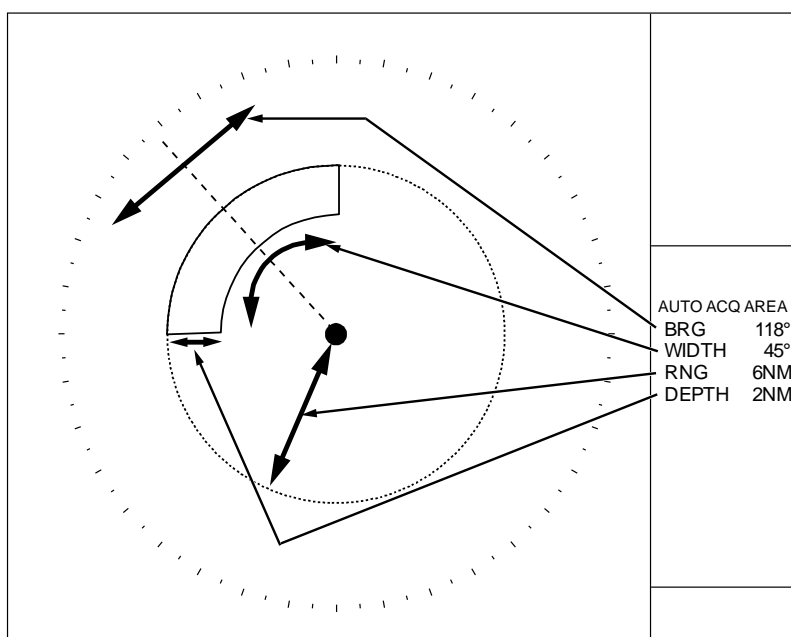 AUTO ACQ AREA
BRG 118°
WIDTH 45°
RNG 6NM
DEPTH 2NM